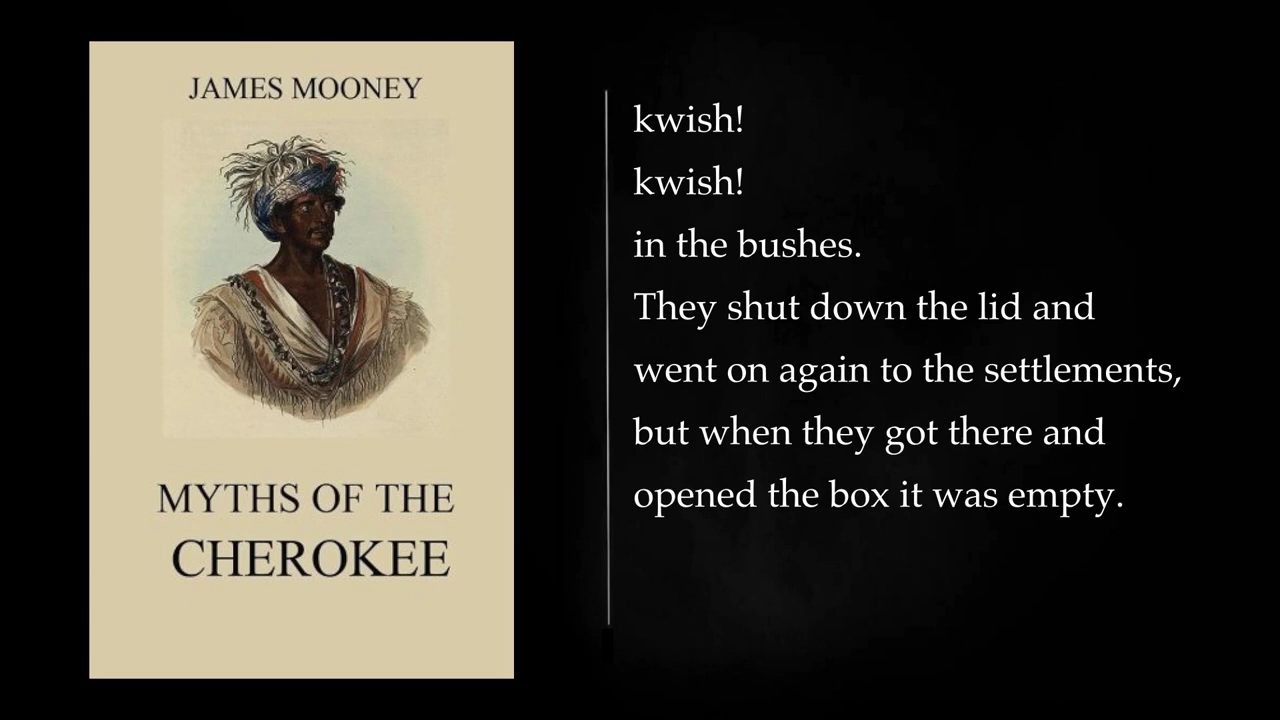 JAMES MOONEY
MYTHS OF THE
CHEROKEE
kwish!
kwish!
in the bushes.
They shut down the lid and
went on again to the settlements,
but when they got there and
opened the box it was empty.